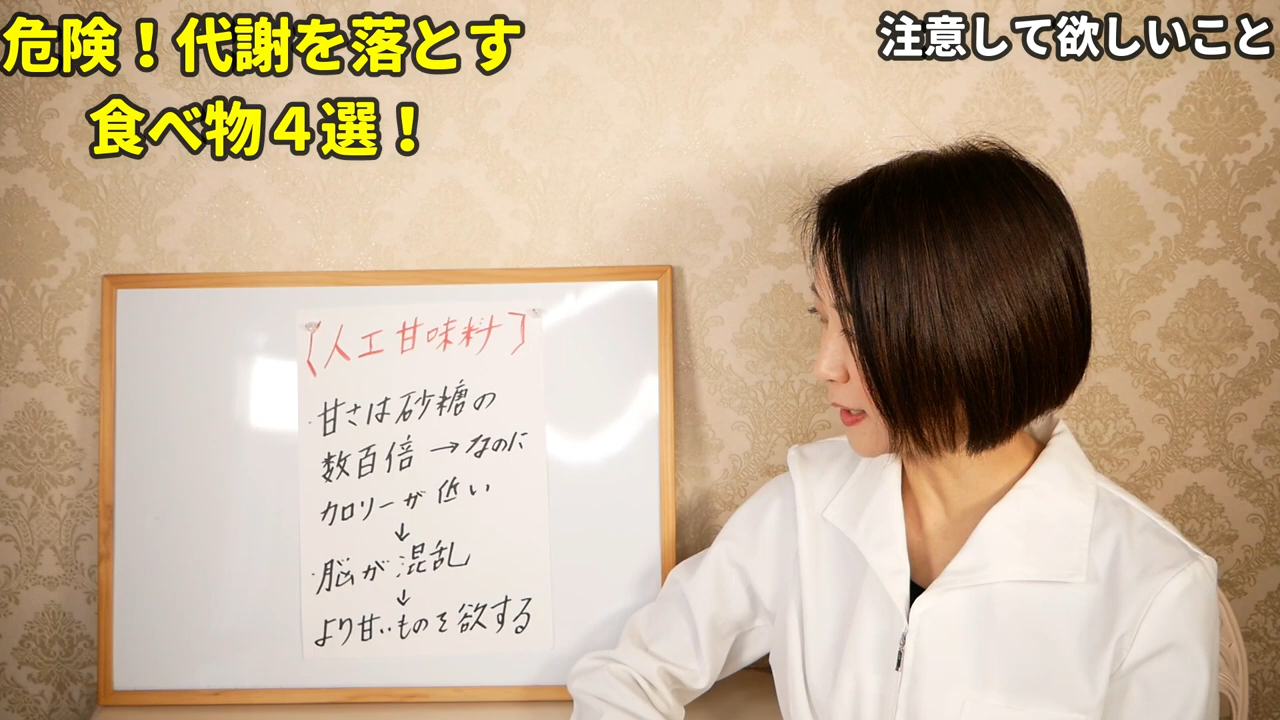 危険！代謝を落とす
食べ物４選！
注意して欲しいこと
［人工甘味料］
甘さは砂糖の
数百倍→なのに
カロリーが低い
↓
脳が混乱
↓
より甘いものを欲する